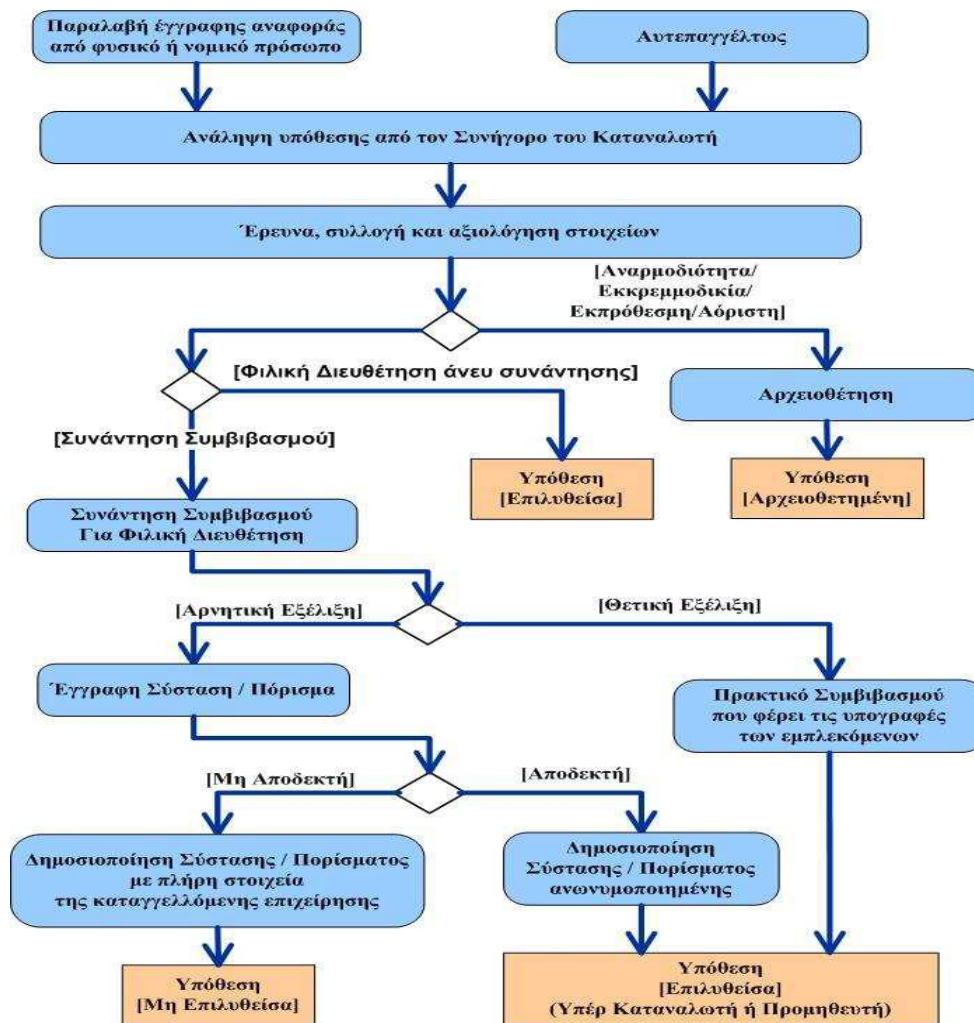 Παραλαβή έγγραφης αναφοράς
από φυσικό ή νομικό πρόσωπο
Αυτεπαγγέλτως
Ανάληψη υπόθεσης από τον Συνήγορο του Καταναλωτή
Έρευνα, συλλογή και αξιολόγηση στοιχείων
[Αναρμοδιότητα/
Εκκρεμμοδικία/
Εκπρόθεσμη/Αόριστη]
[Φιλική Διευθέτηση άνευ συνάντησης]
Αρχειοθέτηση
[Συνάντηση Συμβιβασμού]
Υπόθεση
[Επιλυθείσα]
Υπόθεση
[Αρχειοθετημένη]
Συνάντηση Συμβιβασμού
Για Φιλική Διευθέτηση
[Αρνητική Εξέλιξη]
[Θετική Εξέλιξη]
Έγγραφη Σύσταση / Πόρισμα
Πρακτικό Συμβιβασμού
που φέρει τις υπογραφές
των εμπλεκόμενων
[Μη Αποδεκτή]
[Αποδεκτή]
Δημοσιοποίηση Σύστασης / Πορίσματος
με πλήρη στοιχεία
της καταγγελλόμενης επιχείρησης
Δημοσιοποίηση
Σύστασης / Πορίσματος
ανωνυμοποιημένης
Υπόθεση
[Μη Επιλυθείσα]
Υπόθεση
[Επιλυθείσα]
(Υπέρ Καταναλωτή ή Προμηθευτή)